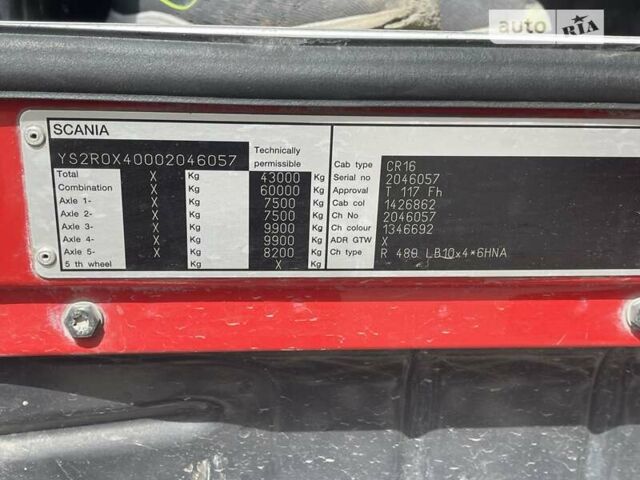 auto RIA
SCANIA
YS2R0X40002046057
Technically
permissible
Total X Kg 43000 Kg
Combined X Kg 60000 Kg
Axle 1- X Kg 7500 Kg
Axle 2- X Kg 7500 Kg
Axle 3- X Kg 9900 Kg
Axle 4- X Kg 9900 Kg
Axle 5- X Kg 8200 Kg
5 th wheel Kg X Kg
Cab type CR16
Serial no 2046057
Approval T 117 Fh
Cab col 1426862
Ch No 2046057
Ch colour 1346692
ADR GTW X
Ch type R 480 LB10x4*6HNA